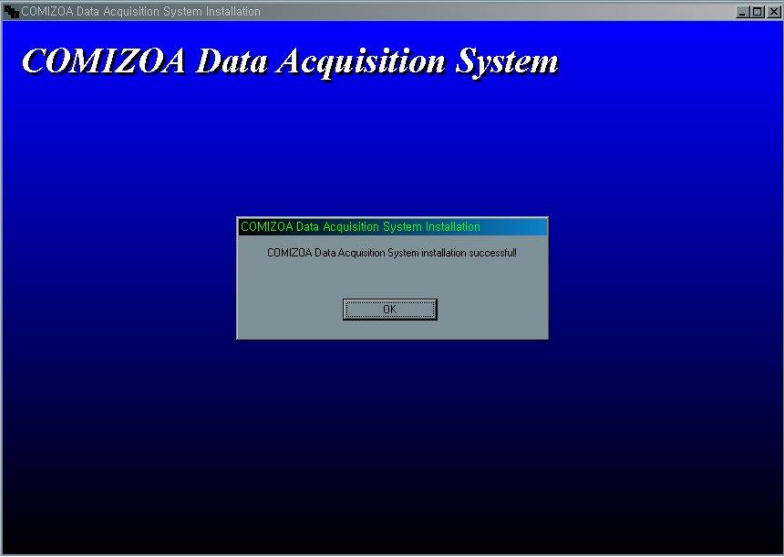 COMIZOA Data Acquisition System Installation
COMIZOA Data Acquisition System
COMIZOA Data Acquisition System Installation
COMIZOA Data Acquisition System installation successful!
OK